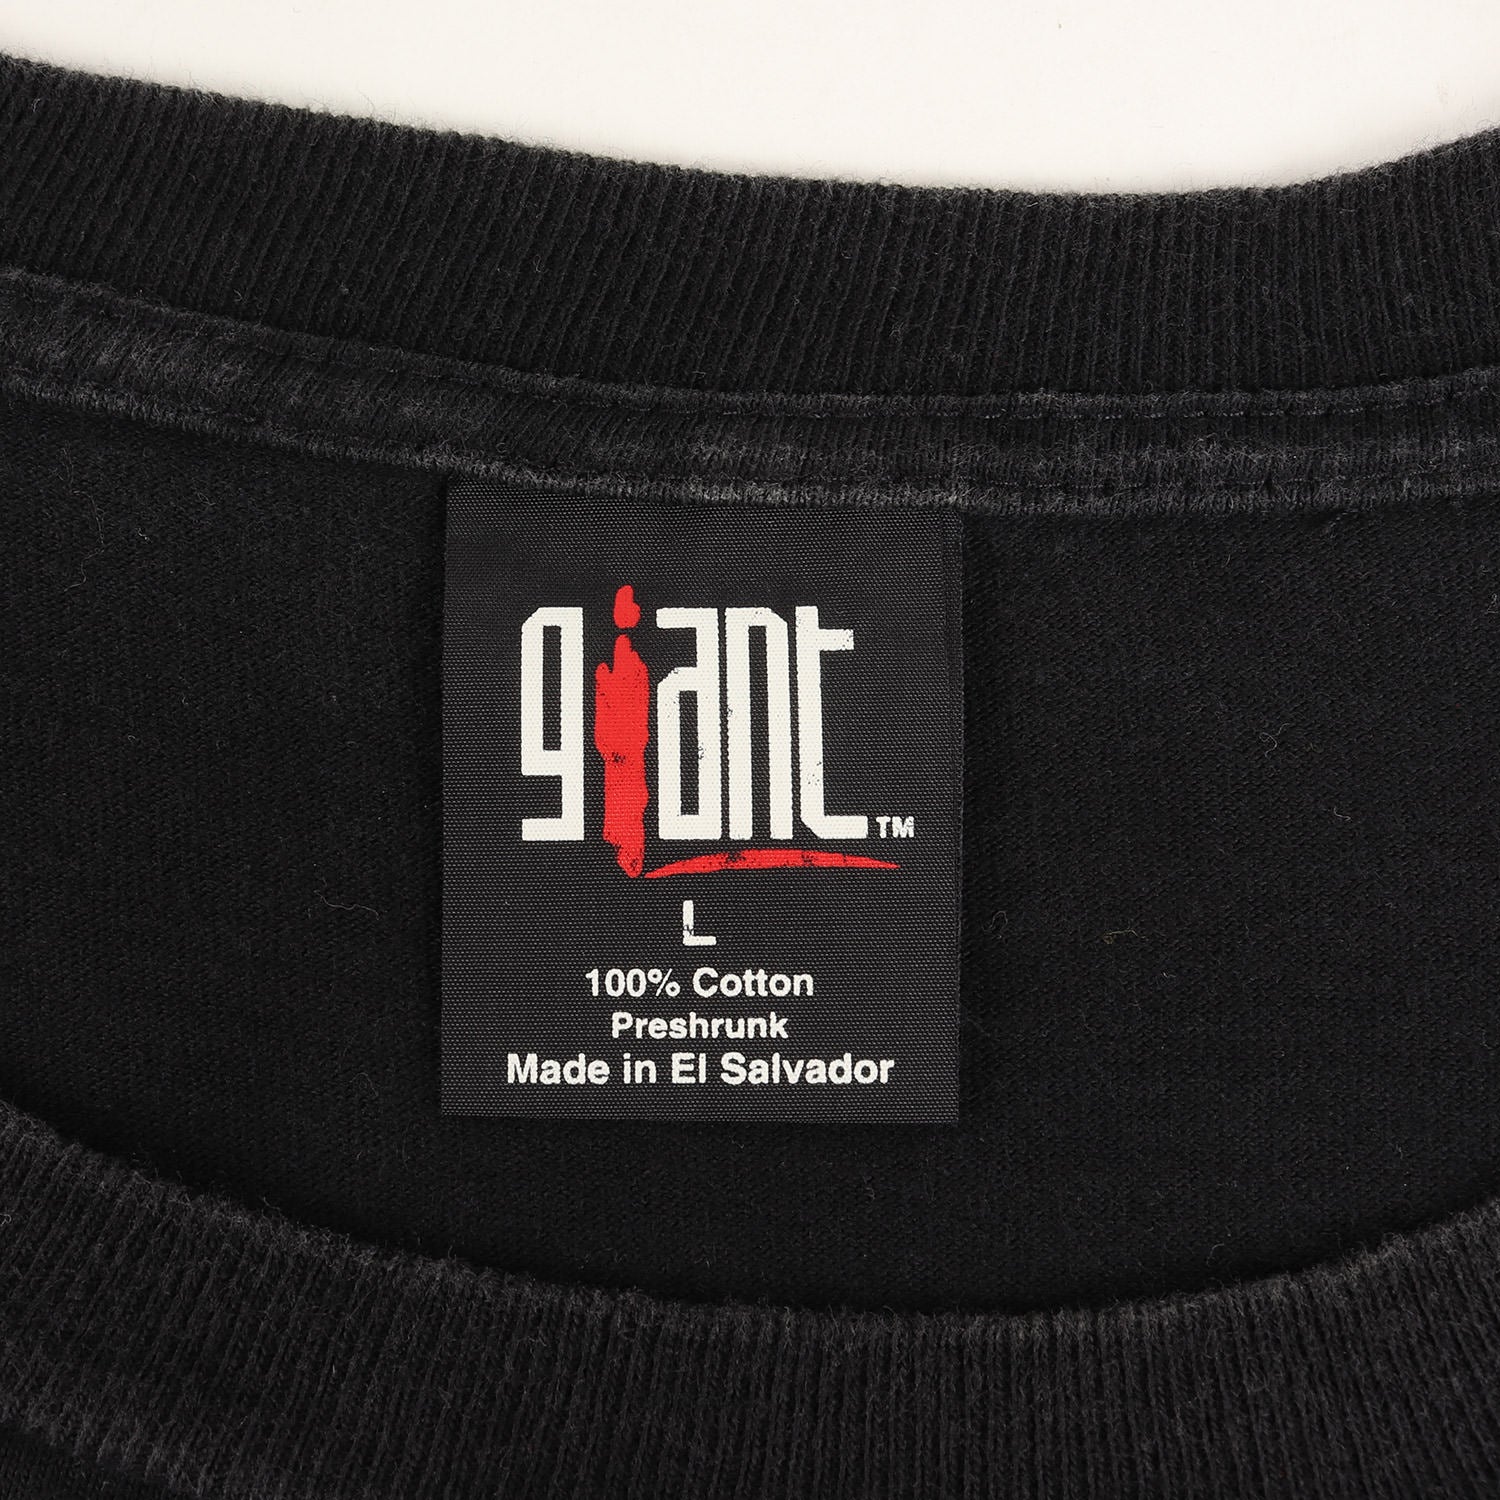 giant™
L
100% Cotton
Preshrunk
Made in El Salvador